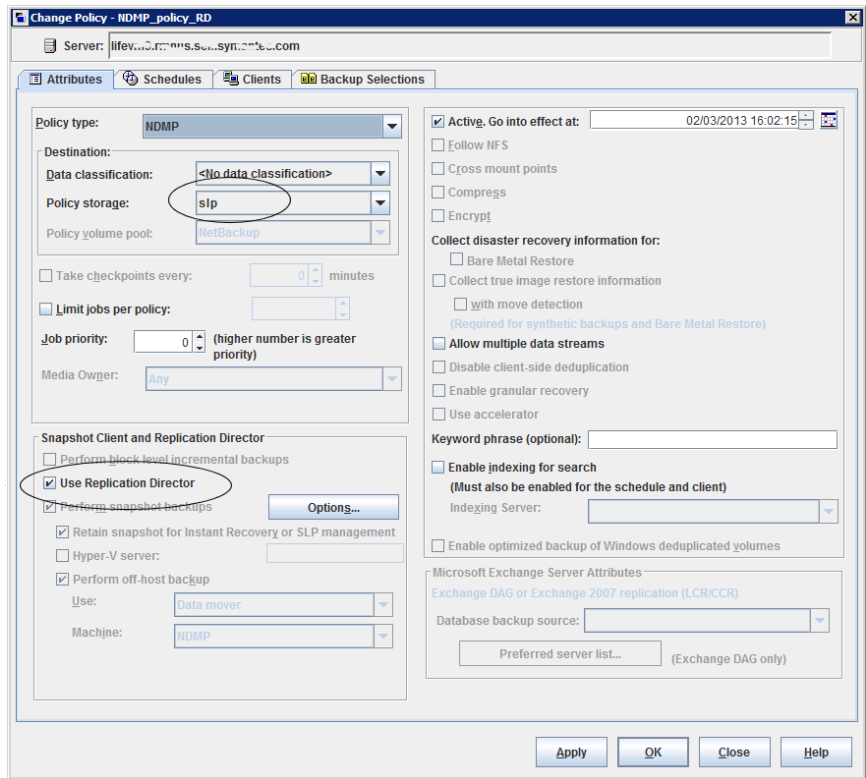 Change Policy - NDMP_policy_RD
Server:
Attributes Schedules Clients Backup Selections
Policy type: NDMP
Destination:
Data classification: <No data classification>
Policy storage: slp
Policy volume pool: NetBackup
Take checkpoints every: 0 minutes
Limit jobs per policy:
Job priority: 0 (higher number is greater
priority)
Media Owner: Any
Snapshot Client and Replication Director
Perform block level incremental backups
Use Replication Director
Perform snapshot backups Options...
Retain snapshot for Instant Recovery or SLP management
Hyper-V server:
Perform off-host backup
Use: Data mover
Machine: NDMP
Active. Go into effect at: 02/03/2013 16:02:15
Follow NFS
Cross mount points
Compress
Encrypt
Collect disaster recovery information for:
Bare Metal Restore
Collect true image restore information
with move detection
(Required for synthetic backups and Bare Metal Restore)
Allow multiple data streams
Disable client-side deduplication
Enable granular recovery
Use accelerator
Keyword phrase (optional):
Enable indexing for search
(Must also be enabled for the schedule and client)
Indexing Server:
Enable optimized backup of Windows deduplicated volumes
Microsoft Exchange Server Attributes
Exchange DAG or Exchange 2007 replication (LCR/CCR)
Database backup source:
Preferred server list... (Exchange DAG only)
Apply OK Close Help